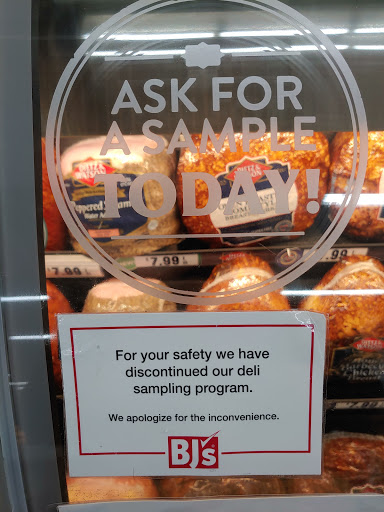 ASK FOR
A SAMPLE
TODAY!
7.99
$7.99
7.99
For your safety we have
discontinued our deli
sampling program.
We apologize for the inconvenience.
BJ's